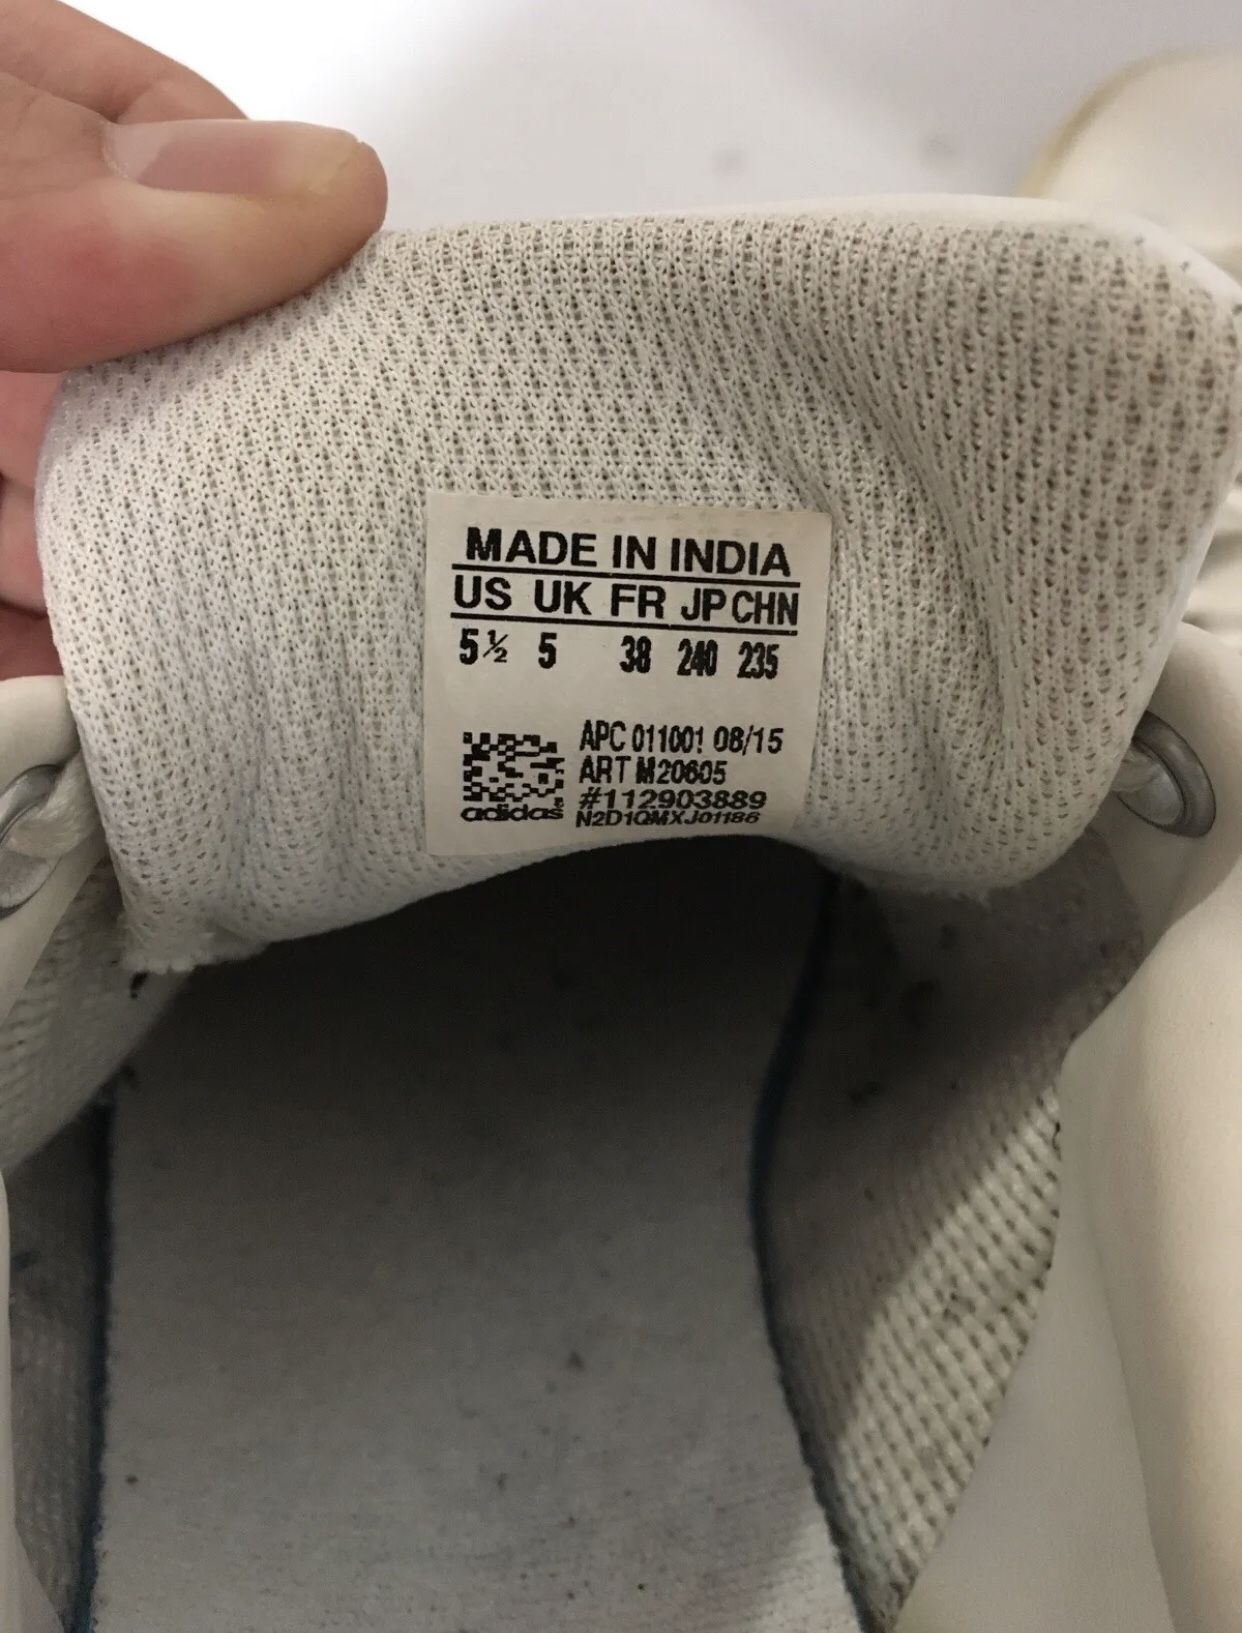 MADE IN INDIA
US UK FR JP CHN
5½ 5 38 240 235
APC 011001 08/15
ART M20605
#112903889
adidas N2D1QMXJ01186